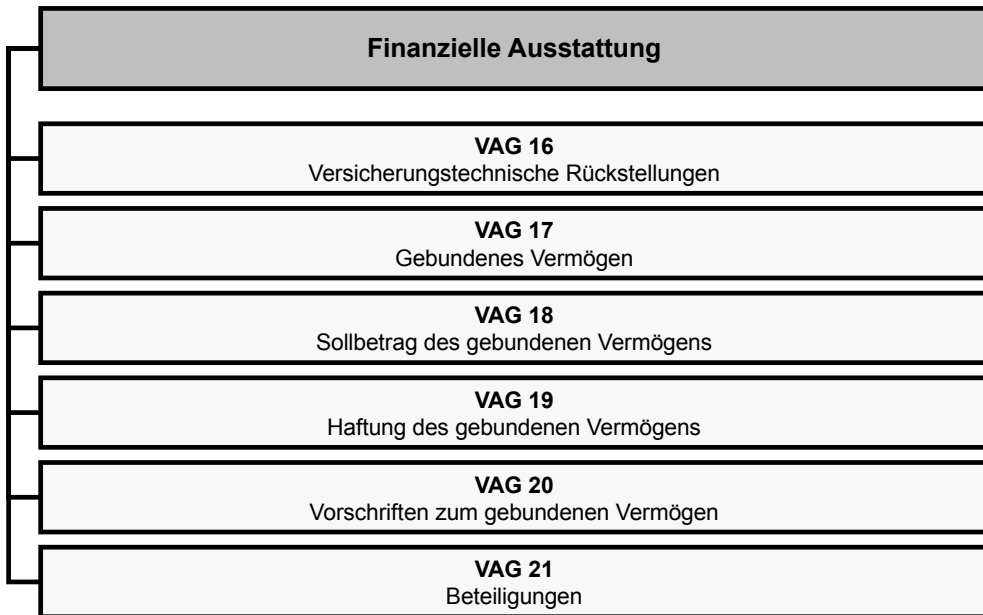 Finanzielle Ausstattung
VAG 16
Versicherungstechnische Rückstellungen
VAG 17
Gebundenes Vermögen
VAG 18
Sollbetrag des gebundenen Vermögens
VAG 19
Haftung des gebundenen Vermögens
VAG 20
Vorschriften zum gebundenen Vermögen
VAG 21
Beteiligungen